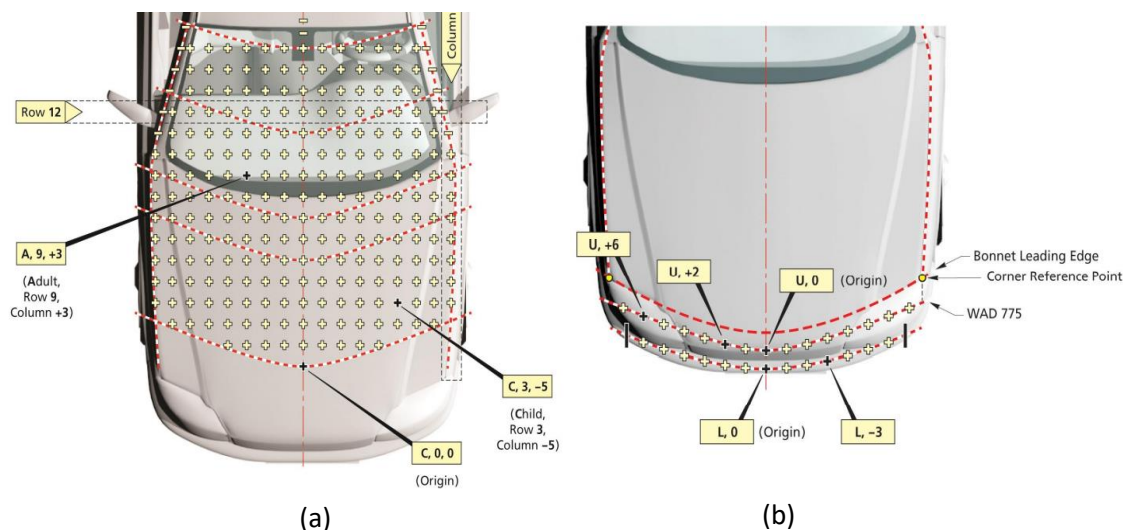 Column
Row 12
A, 9, +3
(Adult,
Row 9,
Column +3)
C, 3, –5
(Child,
Row 3,
Column –5)
C, 0, 0
(Origin)
(a)
U, +6
U, +2
U, 0 (Origin)
Bonnet Leading Edge
Corner Reference Point
WAD 775
L, 0 (Origin)
L, –3
(b)